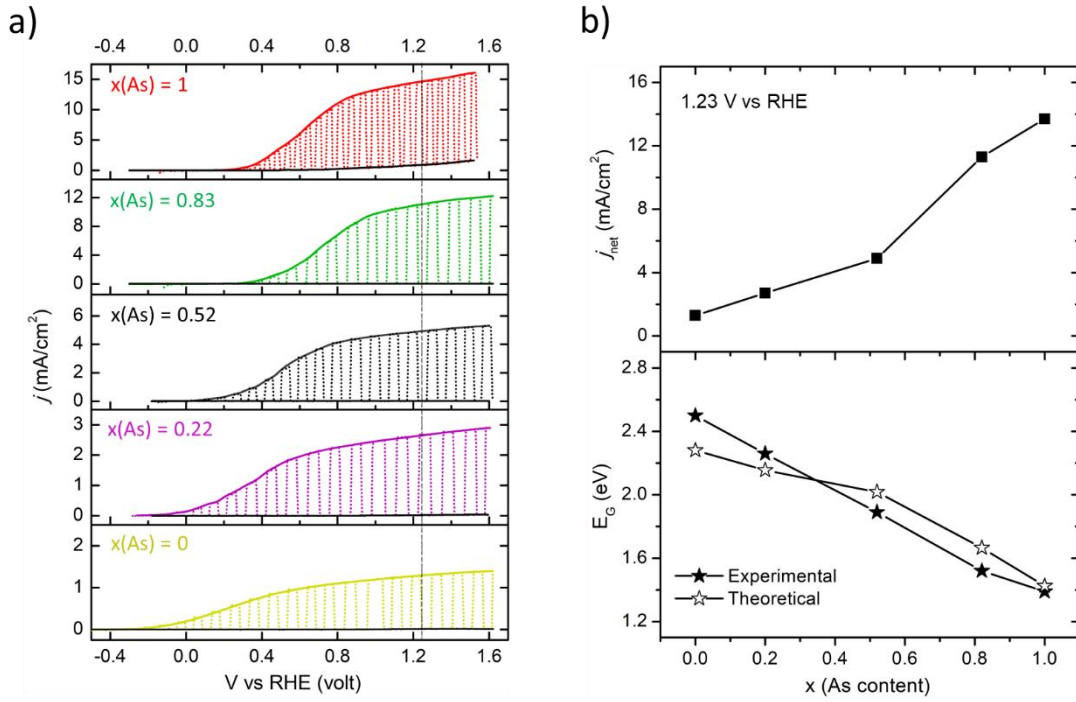 a)
-0.4 0.0 0.4 0.8 1.2 1.6
15
10
5
0
x(As) = 1
12
8
4
0
x(As) = 0.83
6
4
2
0
x(As) = 0.52
3
2
1
0
x(As) = 0.22
2
1
0
x(As) = 0
j (mA/cm²)
-0.4 0.0 0.4 0.8 1.2 1.6
V vs RHE (volt)
b)
1.23 V vs RHE
16
12
8
4
0
jnet (mA/cm²)
2.8
2.4
2.0
1.6
1.2
EG (eV)
Experimental
Theoretical
0.0 0.2 0.4 0.6 0.8 1.0
x (As content)